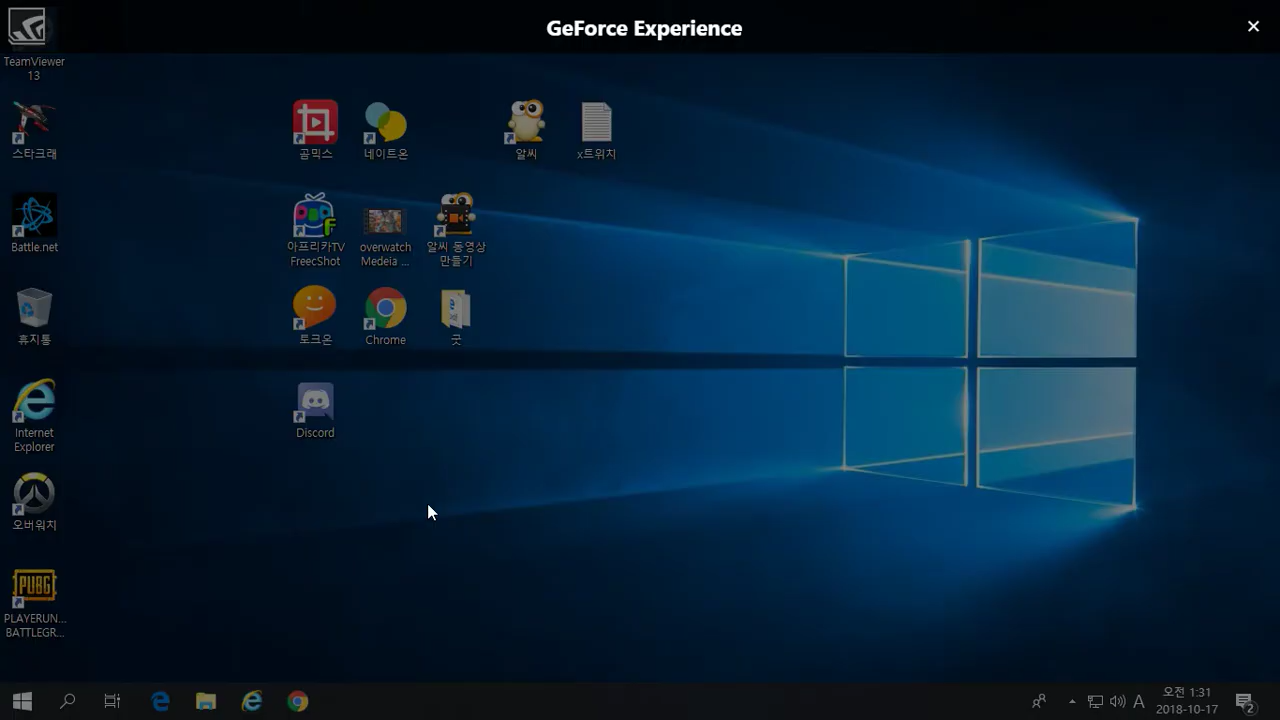 GeForce Experience
TeamViewer
13
스타크래
곰믹스
네이트온
알씨
x트위치
Battle.net
아프리카TV
FreecShot
overwatch
Medeia ...
알씨 동영상
만들기
휴지통
토크온
Chrome
굿
Internet
Explorer
Discord
오버워치
PUBG
PLAYERUN...
BATTLEGR...
A
오전 1:31
2018-10-17
2